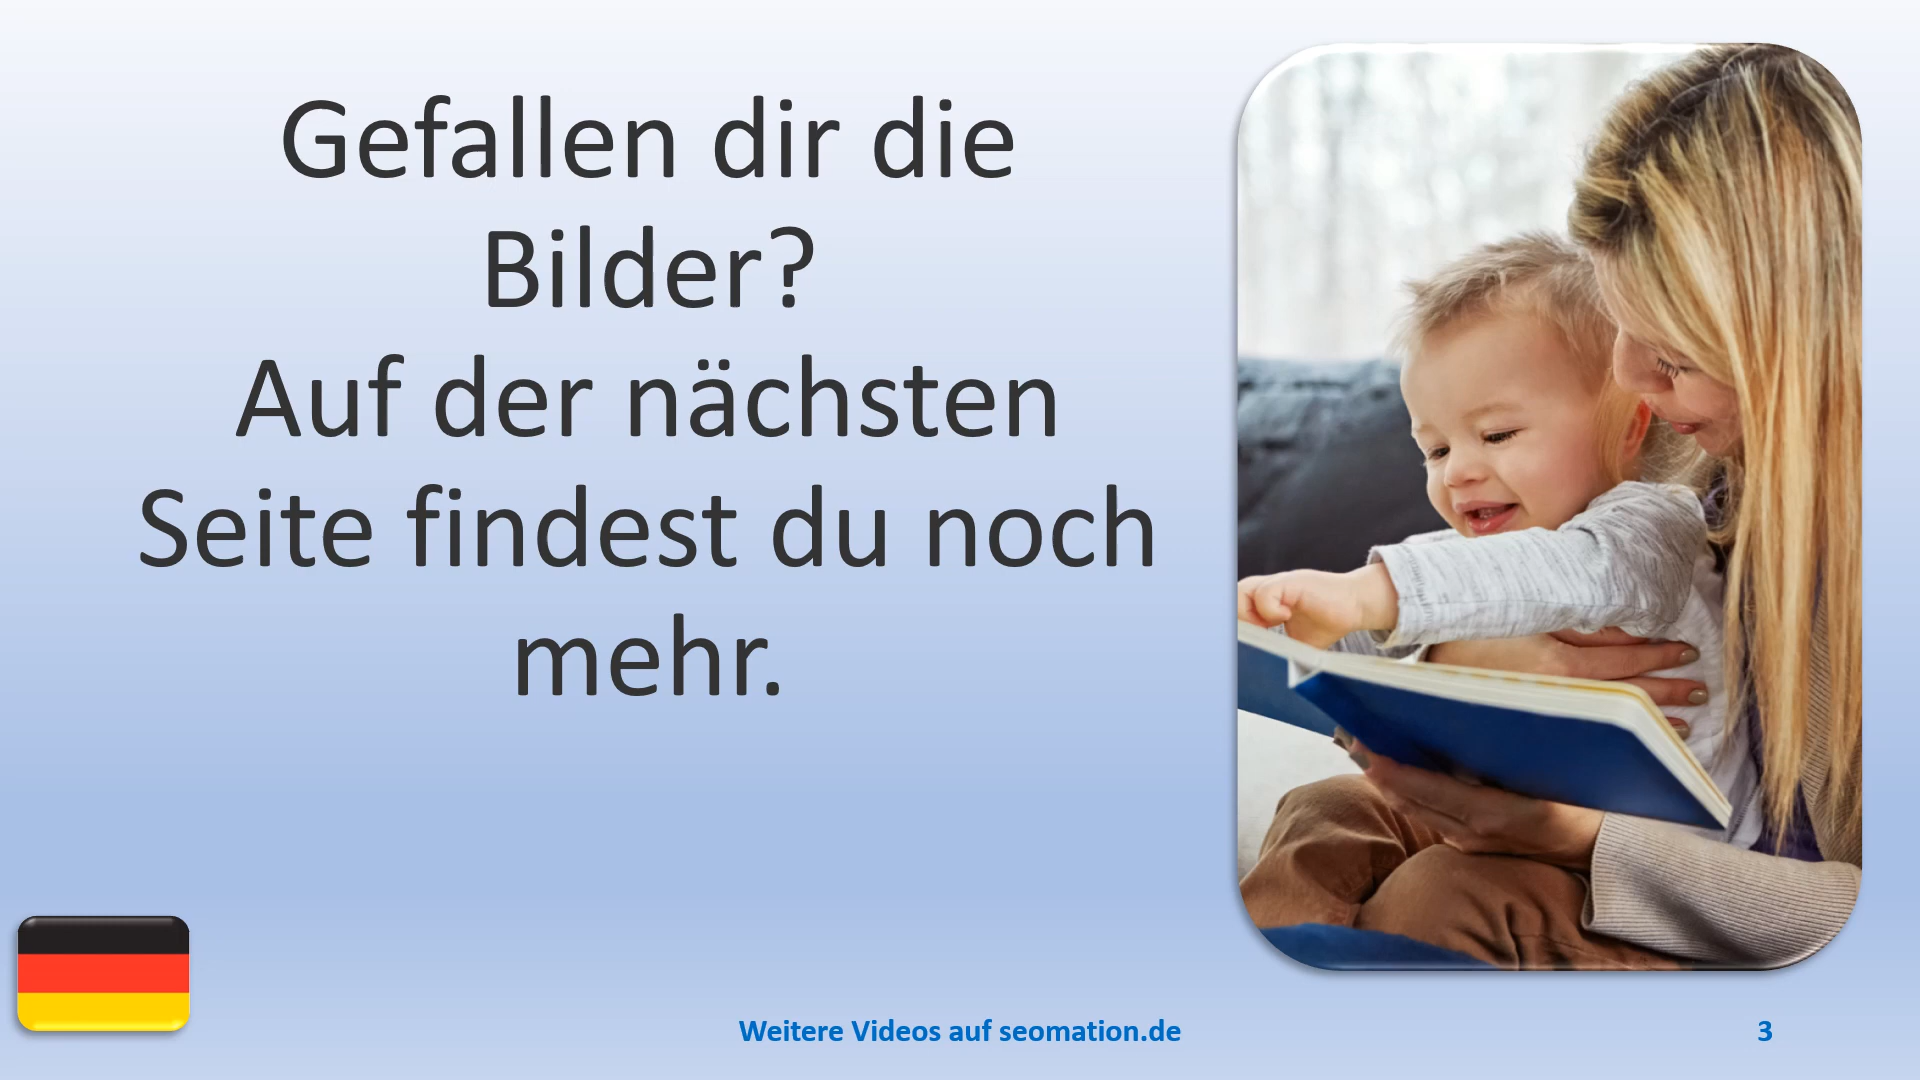 Gefallen dir die
Bilder?
Auf der nächsten
Seite findest du noch
mehr.
Weitere Videos auf seomation.de
3